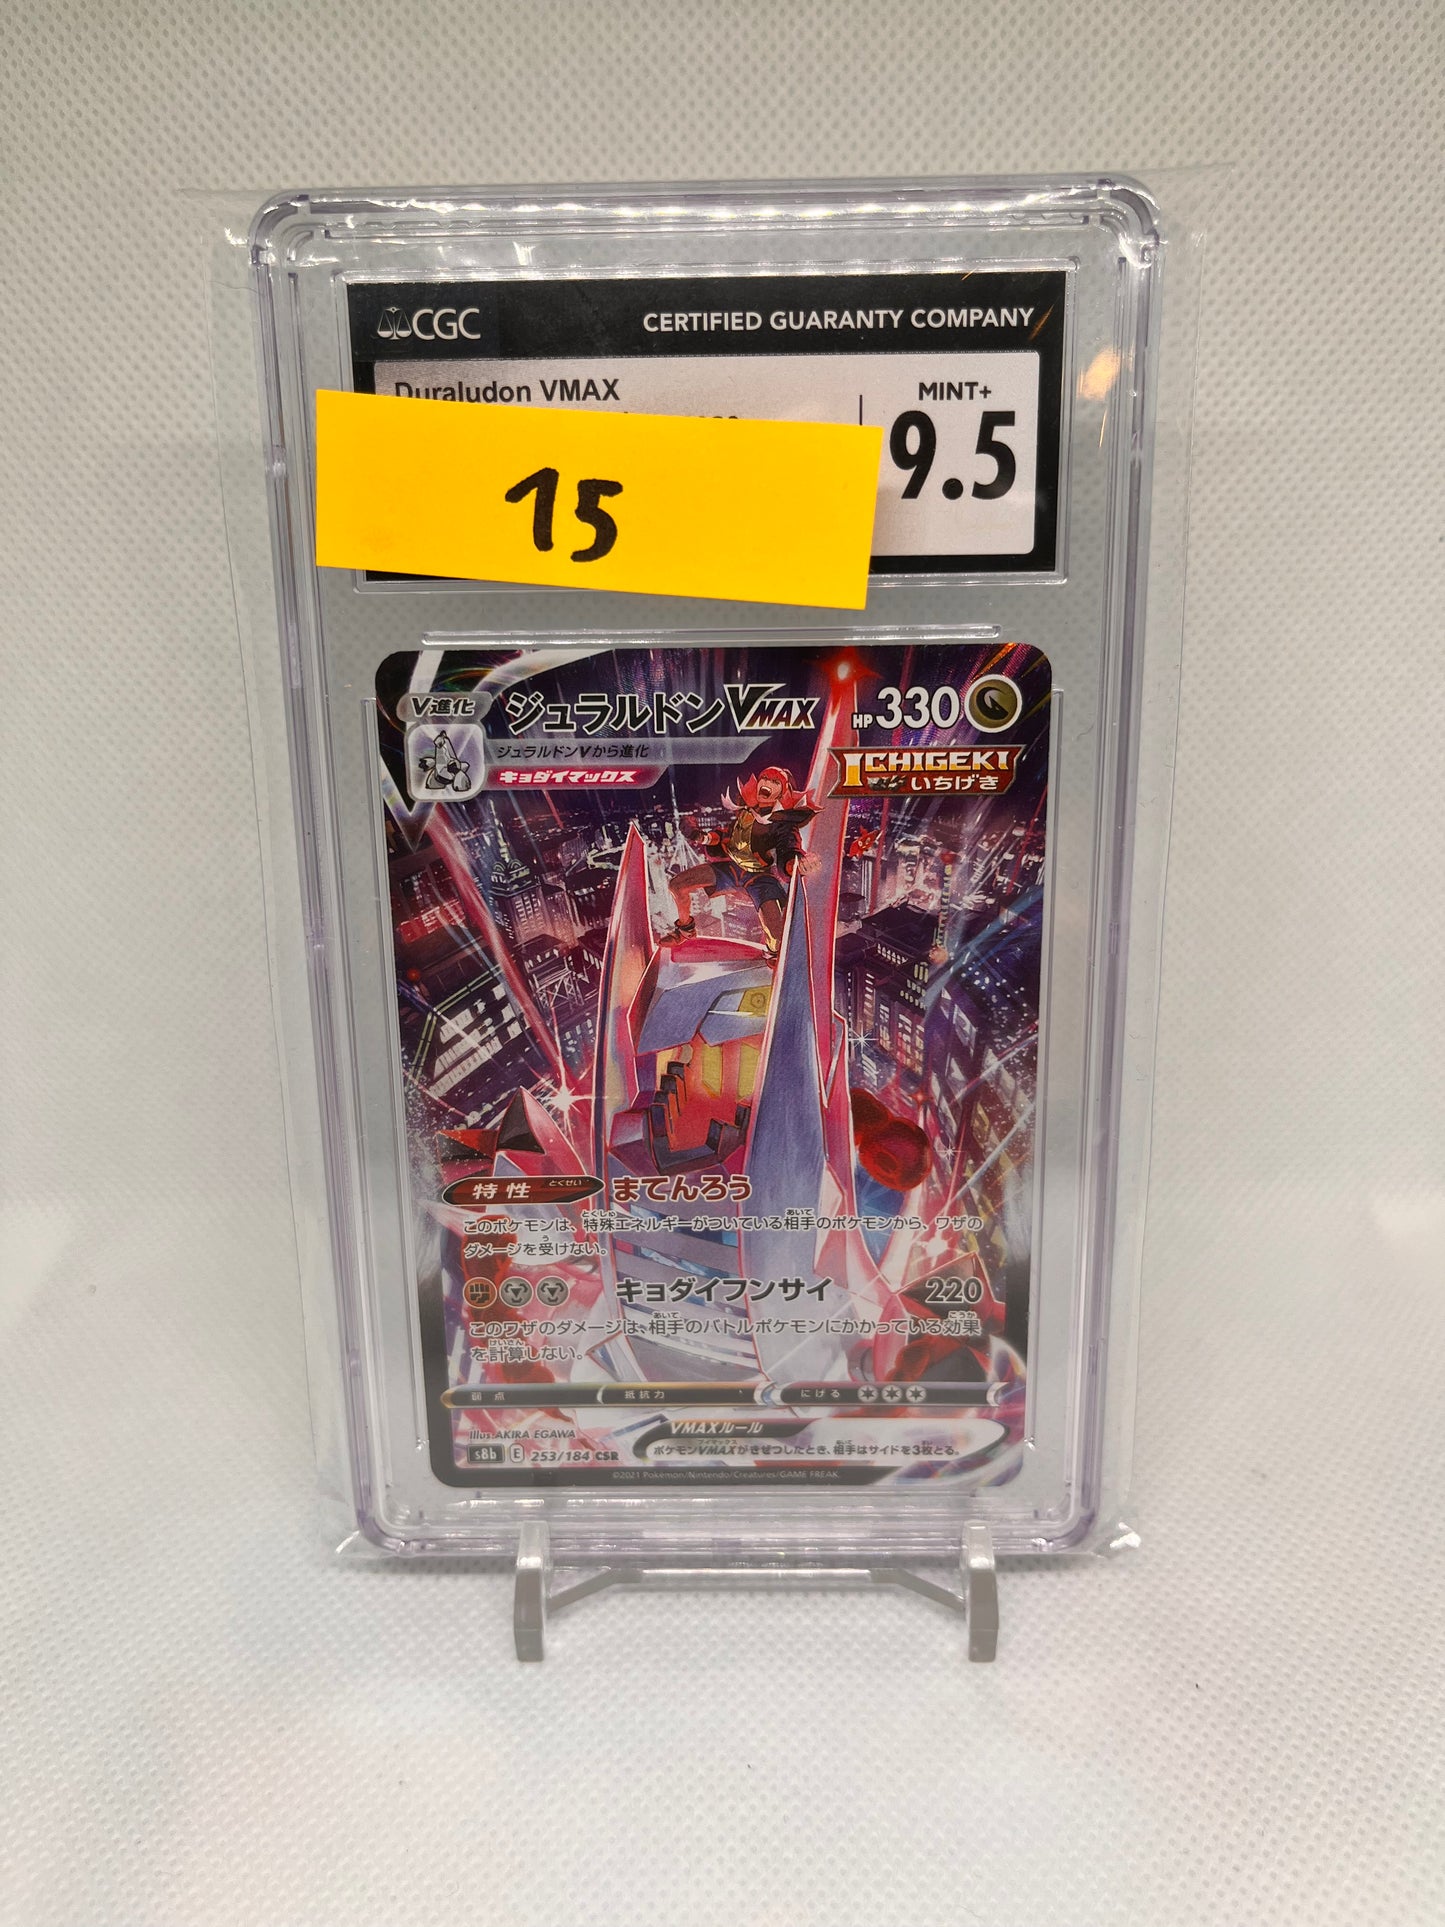 CGC CERTIFIED GUARANTY COMPANY
Duraludon VMAX
MINT+
9.5
15
V進化 ジュラルドンVMAX HP330
ジュラルドンVから進化
キョダイマックス
ICHIGEKI
いちげき
特性 とくせい まてんろう
このポケモンは、特殊エネルギーがついている相手のポケモンから、ワザの
ダメージを受けない。
キョダイフンサイ 220
このワザのダメージは、相手のバトルポケモンにかかっている効果
を計算しない。
弱点 抵抗力 にげる
illus. AKIRA EGAWA
VMAXルール
s8b E 253/184 CSR
ポケモンVMAXがきぜつしたとき、相手はサイドを3枚とる。
©2021 Pokémon/Nintendo/Creatures/GAME FREAK.